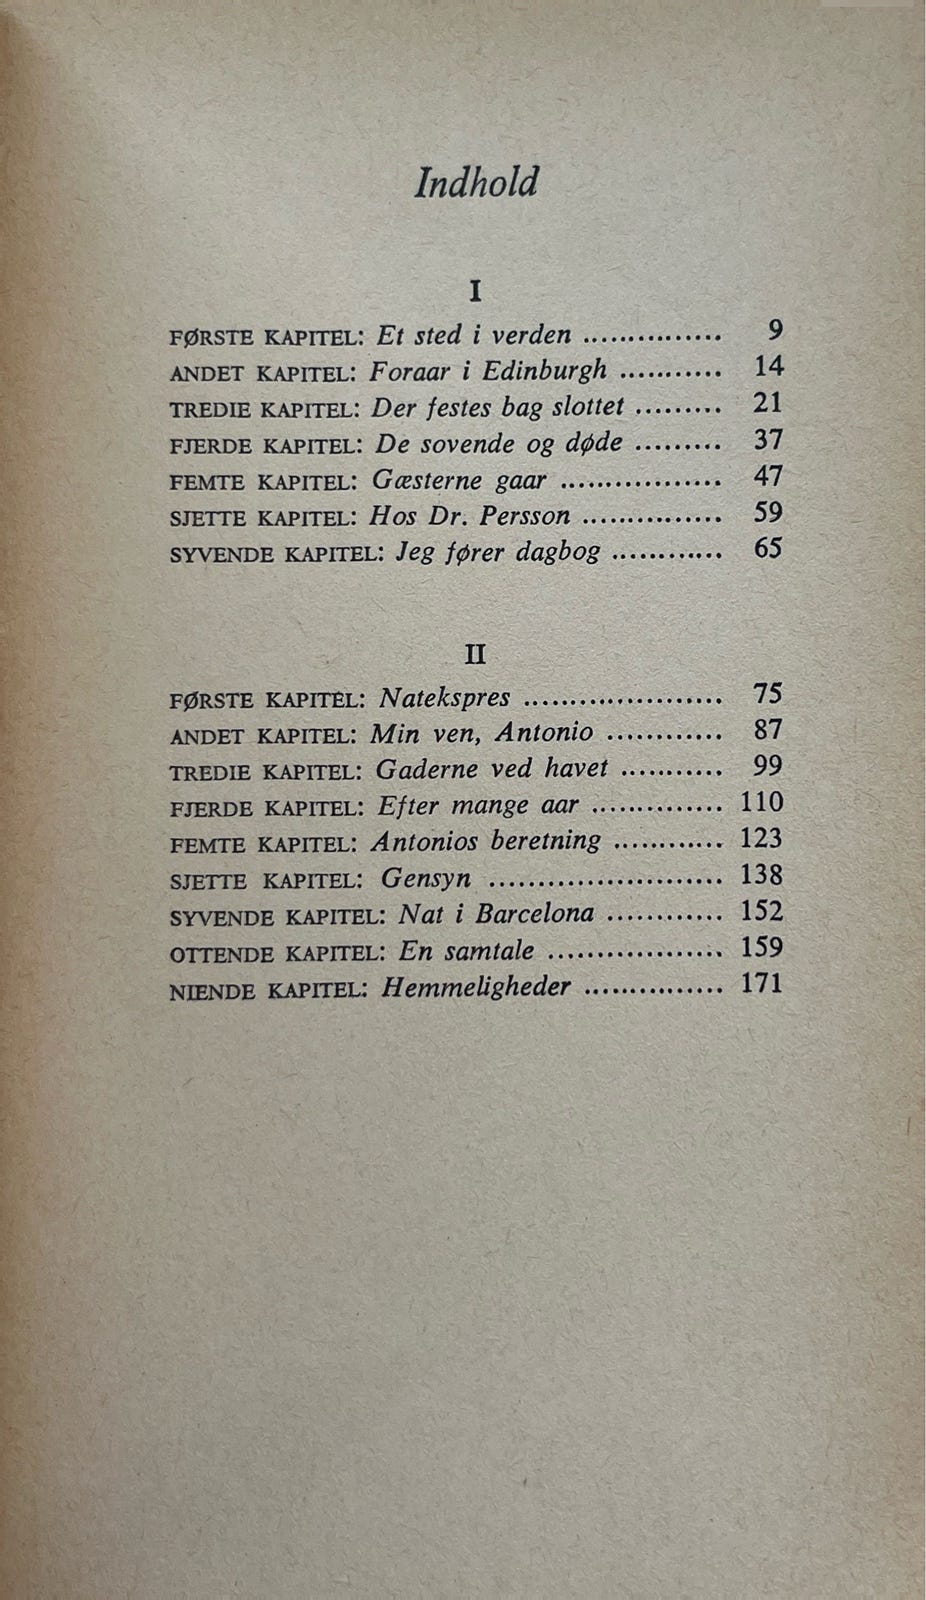 Indhold
I
FØRSTE KAPITEL: Et sted i verden ............... 9
ANDET KAPITEL: Foraar i Edinburgh ........... 14
TREDIE KAPITEL: Der festes bag slottet ......... 21
FJERDE KAPITEL: De sovende og døde ......... 37
FEMTE KAPITEL: Gæsterne gaar ................. 47
SJETTE KAPITEL: Hos Dr. Persson ............... 59
SYVENDE KAPITEL: Jeg fører dagbog ............ 65
II
FØRSTE KAPITEL: Natekspres ..................... 75
ANDET KAPITEL: Min ven, Antonio ............ 87
TREDIE KAPITEL: Gaderne ved havet ........... 99
FJERDE KAPITEL: Efter mange aar .............. 110
FEMTE KAPITEL: Antonios beretning ............ 123
SJETTE KAPITEL: Gensyn ........................ 138
SYVENDE KAPITEL: Nat i Barcelona ............ 152
OTTENDE KAPITEL: En samtale .................. 159
NIENDE KAPITEL: Hemmeligheder ............... 171